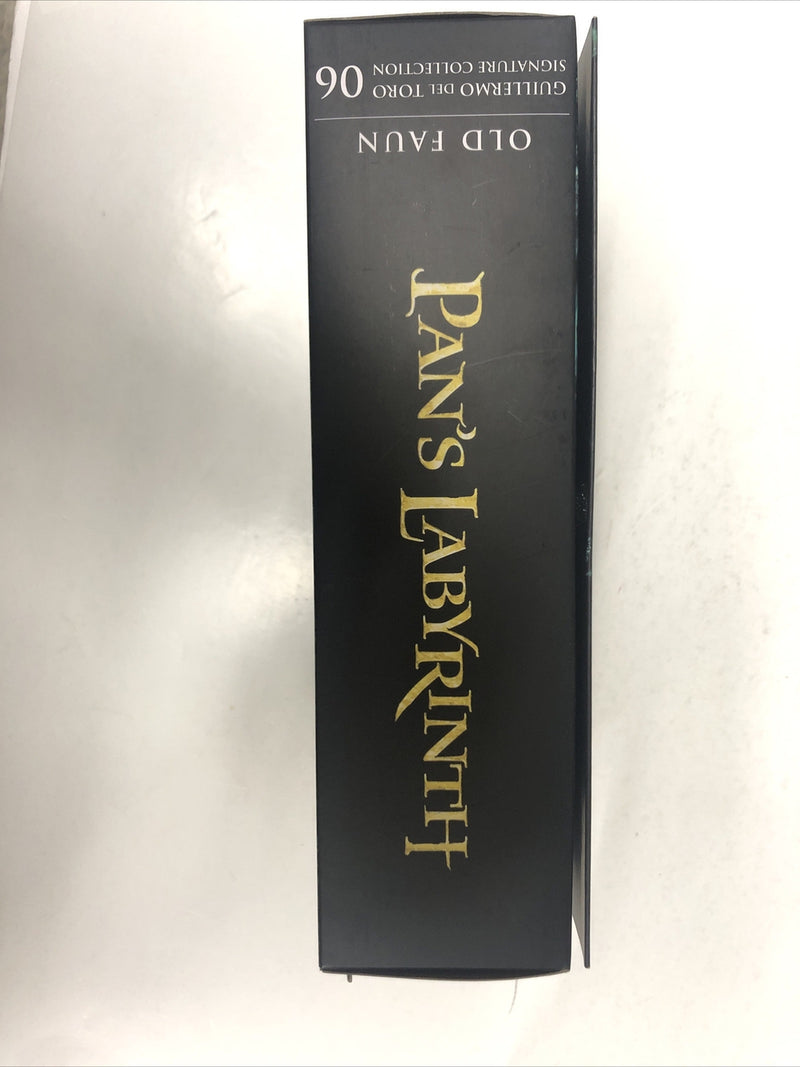 GUILLERMO DEL TORO
SIGNATURE COLLECTION
06
OLD FAUN
PAN'S LABYRINTH